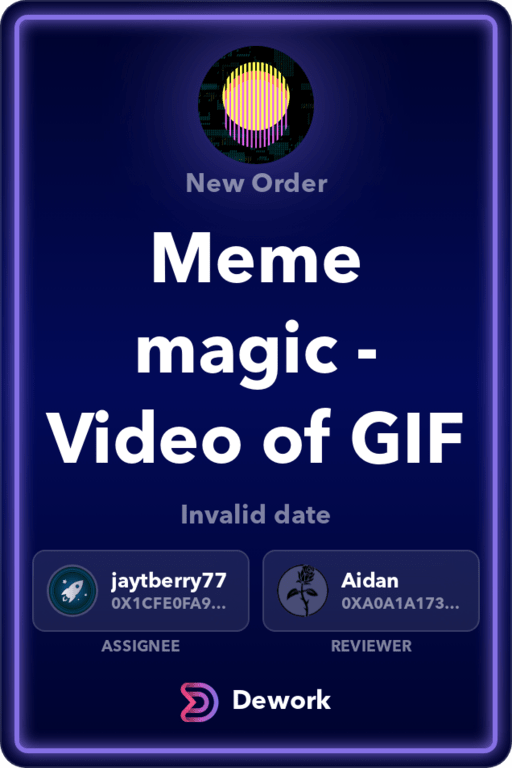 New Order
Meme
magic -
Video of GIF
Invalid date
jaytberry77
0X1CFE0FA9...
ASSIGNEE
Aidan
0XA0A1A173...
REVIEWER
Dework